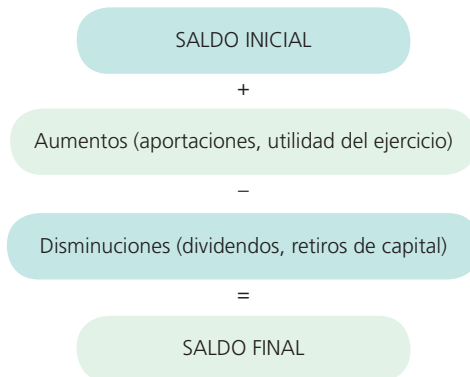 SALDO INICIAL
+
Aumentos (aportaciones, utilidad del ejercicio)
–
Disminuciones (dividendos, retiros de capital)
=
SALDO FINAL